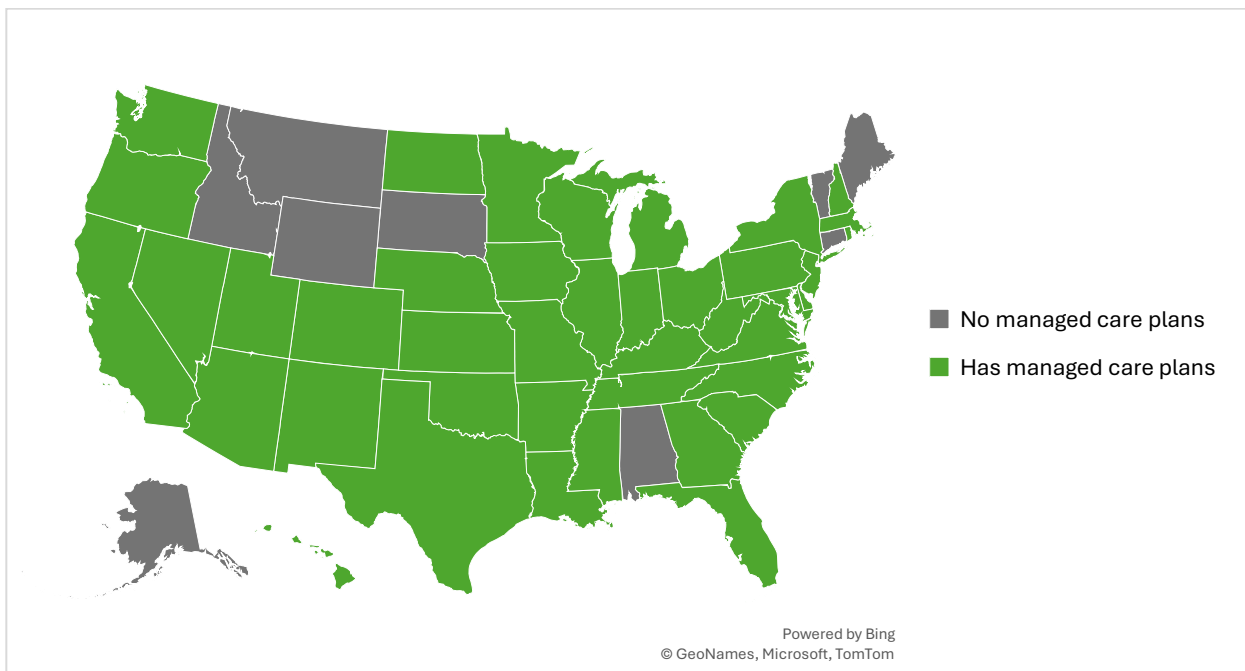 No managed care plans
Has managed care plans
Powered by Bing
© GeoNames, Microsoft, TomTom